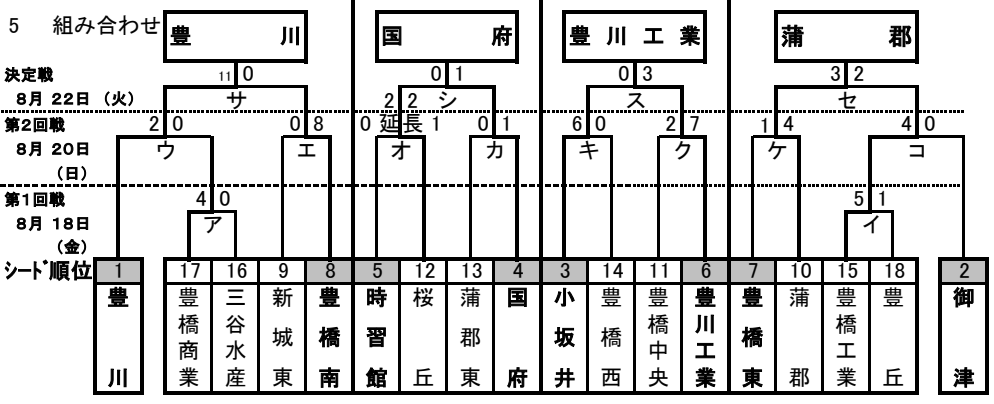 5 組み合わせ
豊川 国府 豊川工業 蒲郡
決定戦 11 0 0 1 0 3 3 2
8月 22日 (火) サ 2 2 シ ス セ
第2回戦 2 0 0 8 0 延長 1 0 1 6 0 2 7 1 4 4 0
8月 20日 ウ エ オ カ キ ク ケ コ
(日)
第1回戦 4 0 5 1
8月 18日 ア イ
(金)
シード順位 1 17 16 9 8 5 12 13 4 3 14 11 6 7 10 15 18 2
豊川 豊橋商業 三谷水産 新城東 豊橋南 時習館 桜丘 蒲郡東 国府 小坂井 豊橋西 豊橋中央 豊川工業 豊橋東 蒲郡 豊橋工業 豊丘 御津